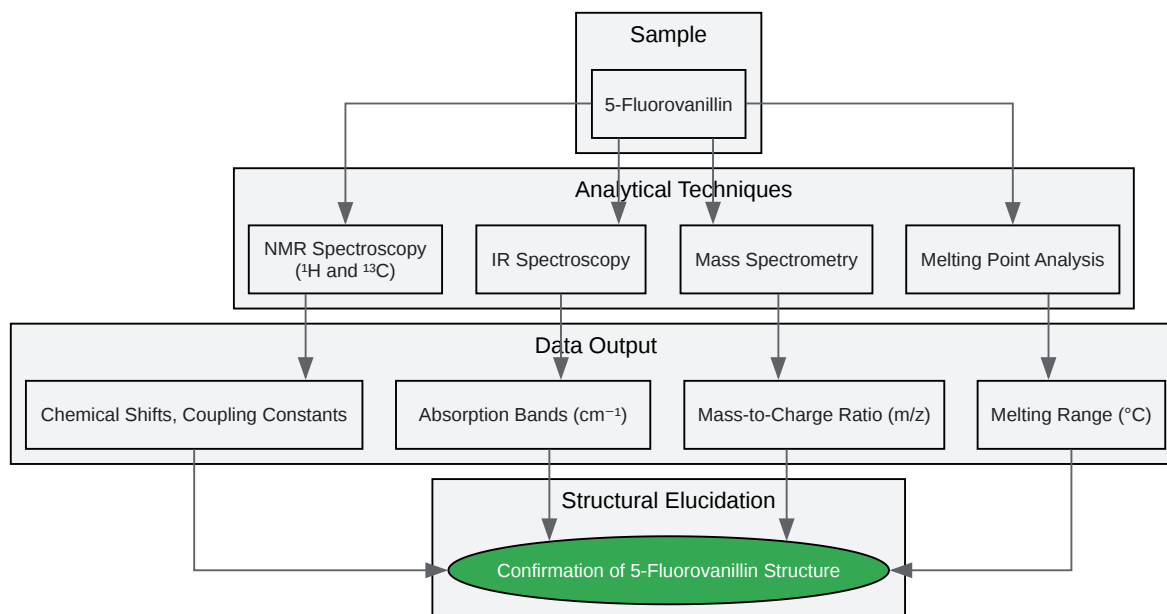 Sample
5-Fluorovanillin
Analytical Techniques
NMR Spectroscopy
(¹H and ¹³C)
IR Spectroscopy
Mass Spectrometry
Melting Point Analysis
Data Output
Chemical Shifts, Coupling Constants
Absorption Bands (cm⁻¹)
Mass-to-Charge Ratio (m/z)
Melting Range (°C)
Structural Elucidation
Confirmation of 5-Fluorovanillin Structure